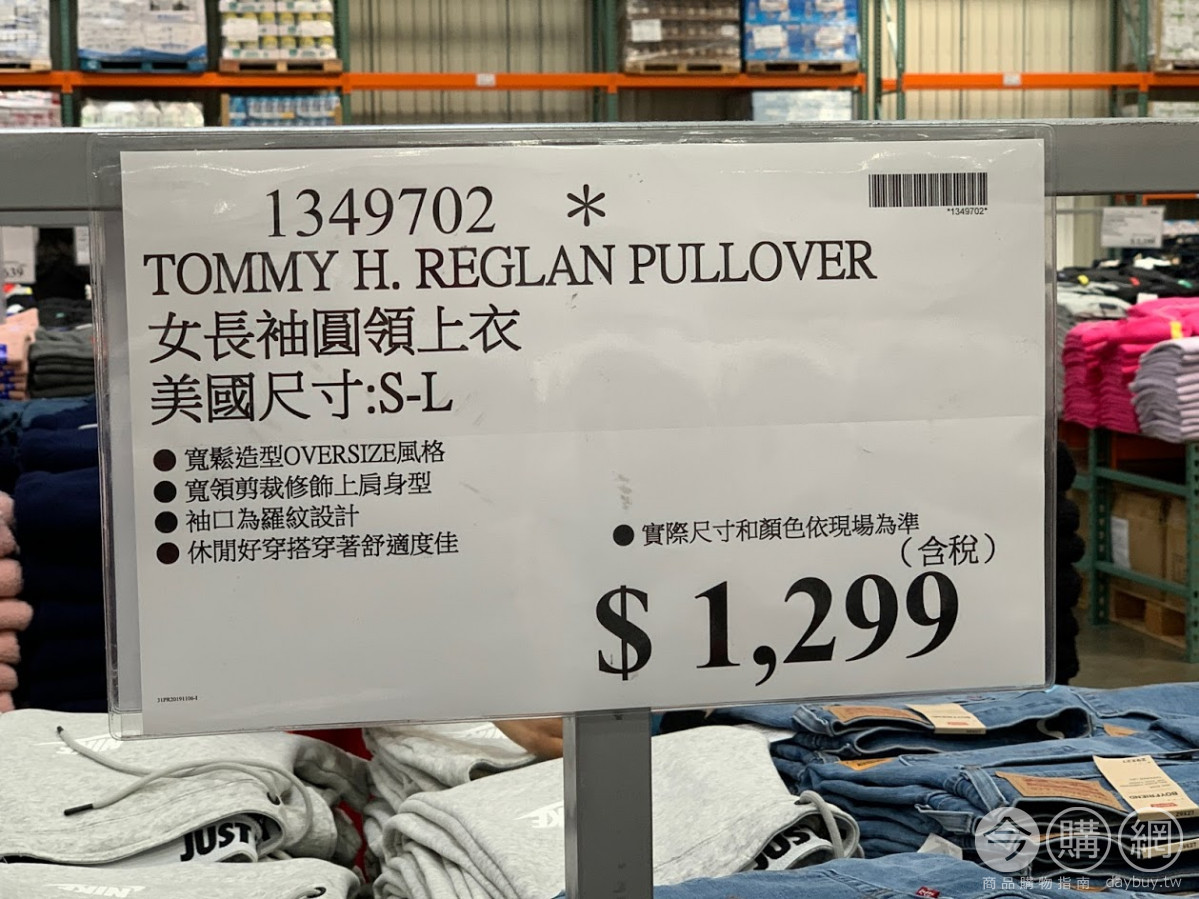 1349702 *
*1349702*
TOMMY H. REGLAN PULLOVER
女長袖圓領上衣
美國尺寸:S-L
● 寬鬆造型OVERSIZE風格
● 寬領剪裁修飾上肩身型
● 袖口為羅紋設計
● 休閒好穿搭穿著舒適度佳
● 實際尺寸和顏色依現場為準
(含稅)
$ 1,299
NIKE
JUST
JUST
今購網
商品購物指南 daybuy.tw